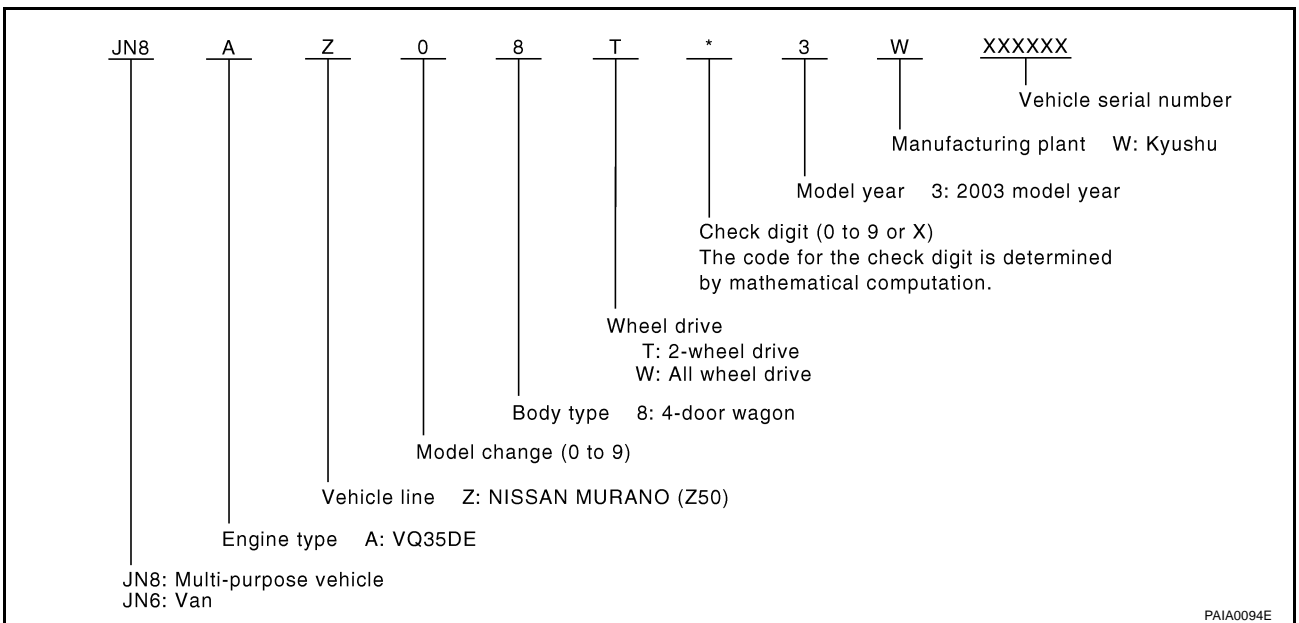 JN8 A Z 0 8 T * 3 W XXXXXX
Vehicle serial number
Manufacturing plant W: Kyushu
Model year 3: 2003 model year
Check digit (0 to 9 or X)
The code for the check digit is determined
by mathematical computation.
Wheel drive
T: 2-wheel drive
W: All wheel drive
Body type 8: 4-door wagon
Model change (0 to 9)
Vehicle line Z: NISSAN MURANO (Z50)
Engine type A: VQ35DE
JN8: Multi-purpose vehicle
JN6: Van
PAIA0094E